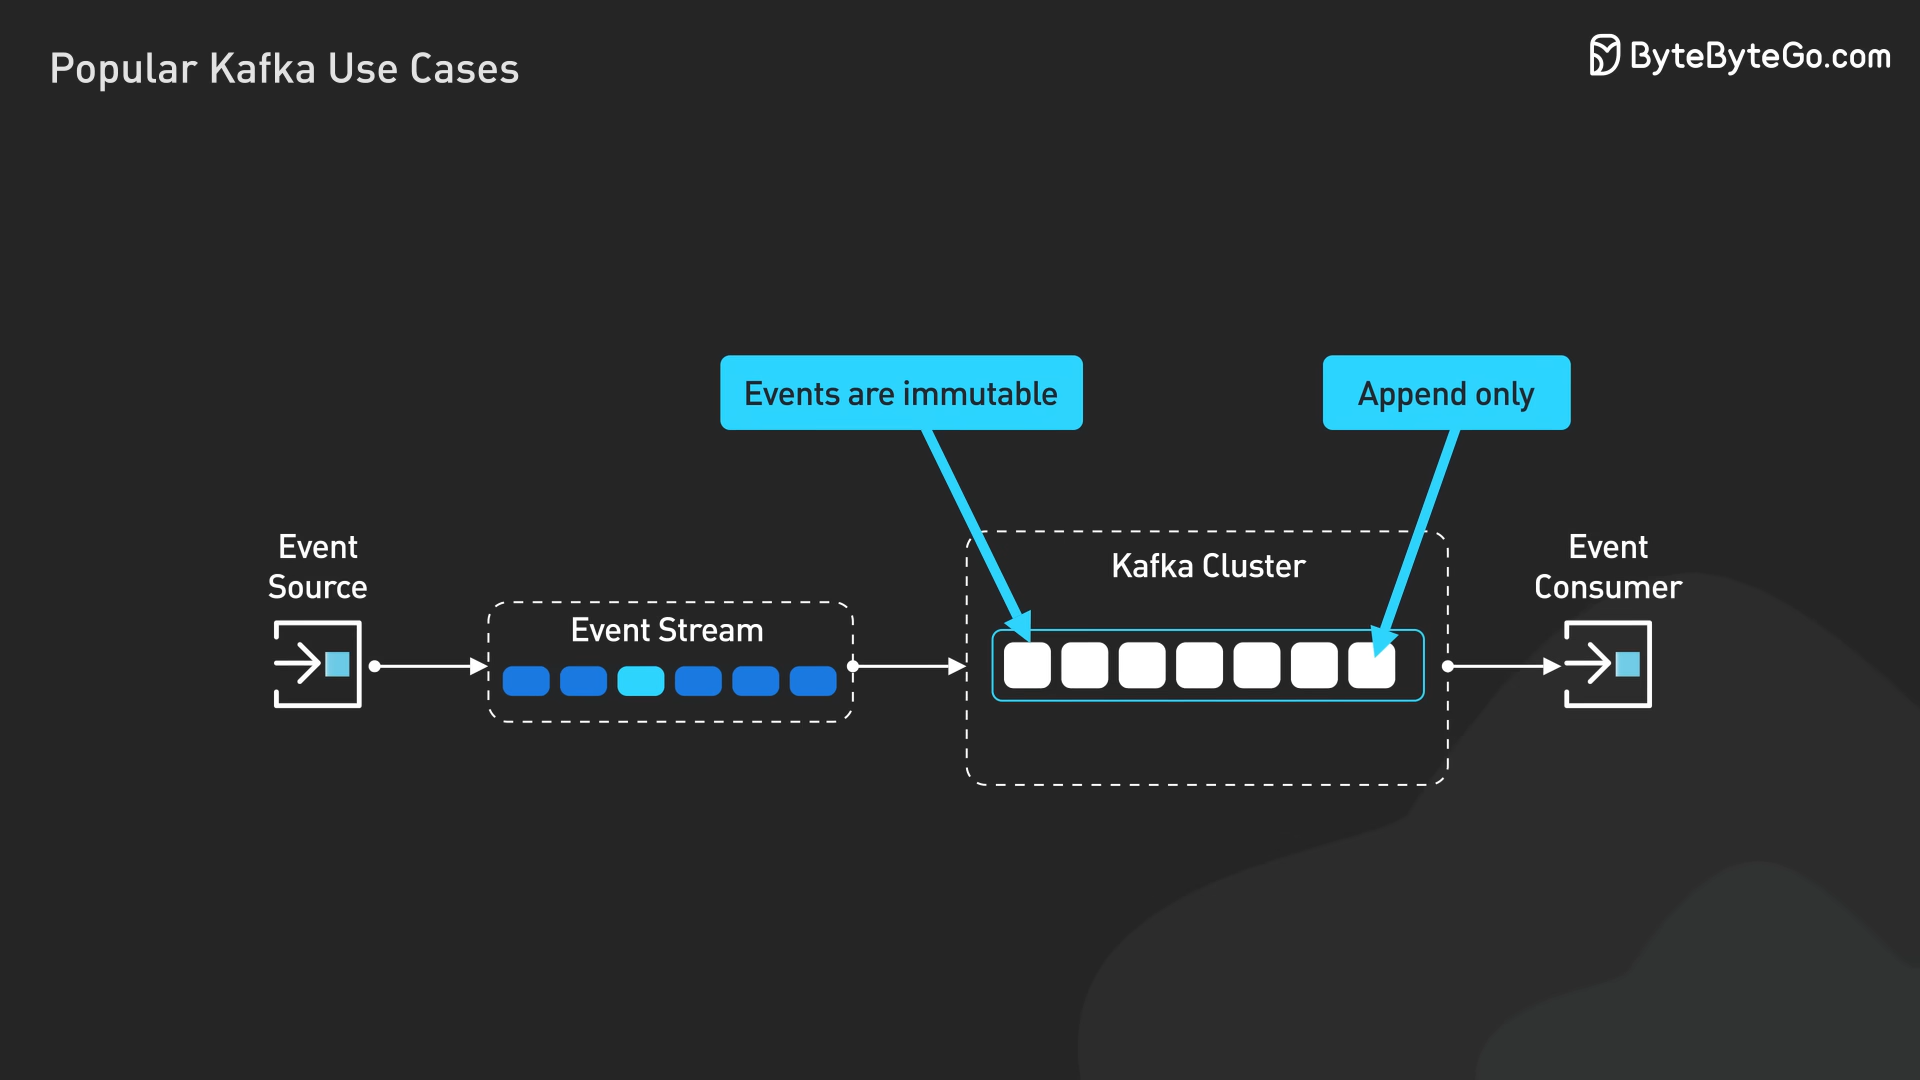 Popular Kafka Use Cases
ByteByteGo.com
Events are immutable
Append only
Event
Source
Event Stream
Kafka Cluster
Event
Consumer